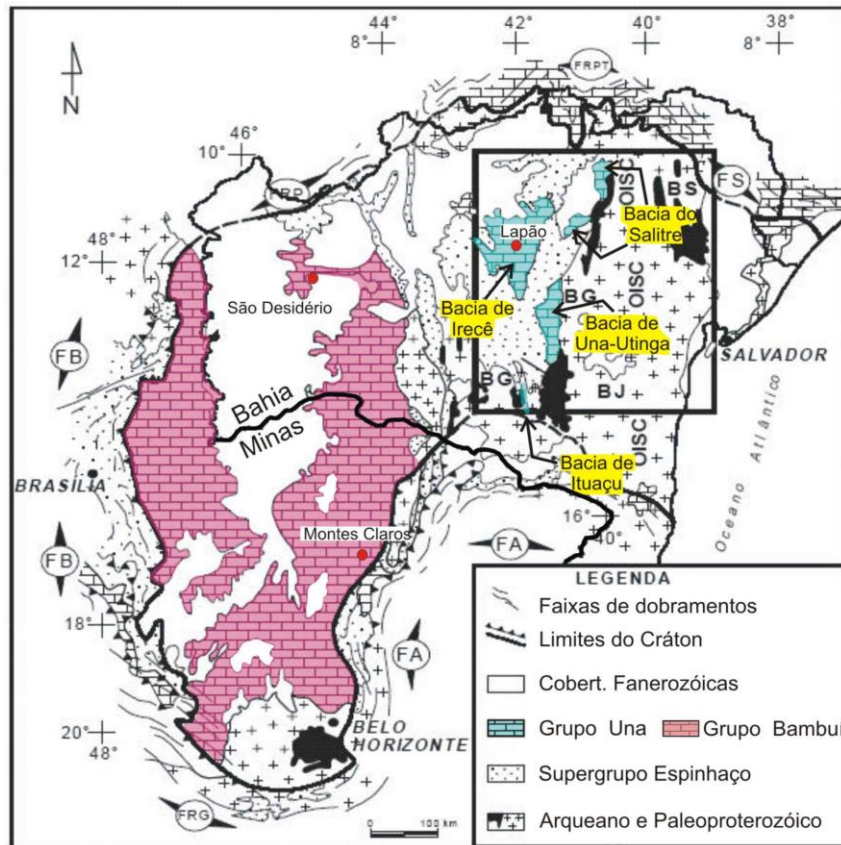 44°
42°
40°
38°
8°
8°
N
FRPT
46°
10°
FRP
OISC
BS
FS
Bacia do
Salitre
Lapão
48°
12°
São Desidério
Bacia de
Irecê
BG
OISC
Bacia de
Una-Utinga
SALVADOR
FB
BG
BJ
Bahia
Minas
OISC
Bacia de
Ituaçu
Oceano Atlântico
BRASILIA
16°
40°
Montes Claros
FA
FB
LEGENDA
Faixas de dobramentos
Limites do Cráton
18°
FA
Cobert. Fanerozóicas
Grupo Una
Grupo Bambuí
20°
48°
BELO
HORIZONTE
Supergrupo Espinhaço
FRG
0
100 km
Arqueano e Paleoproterozóico